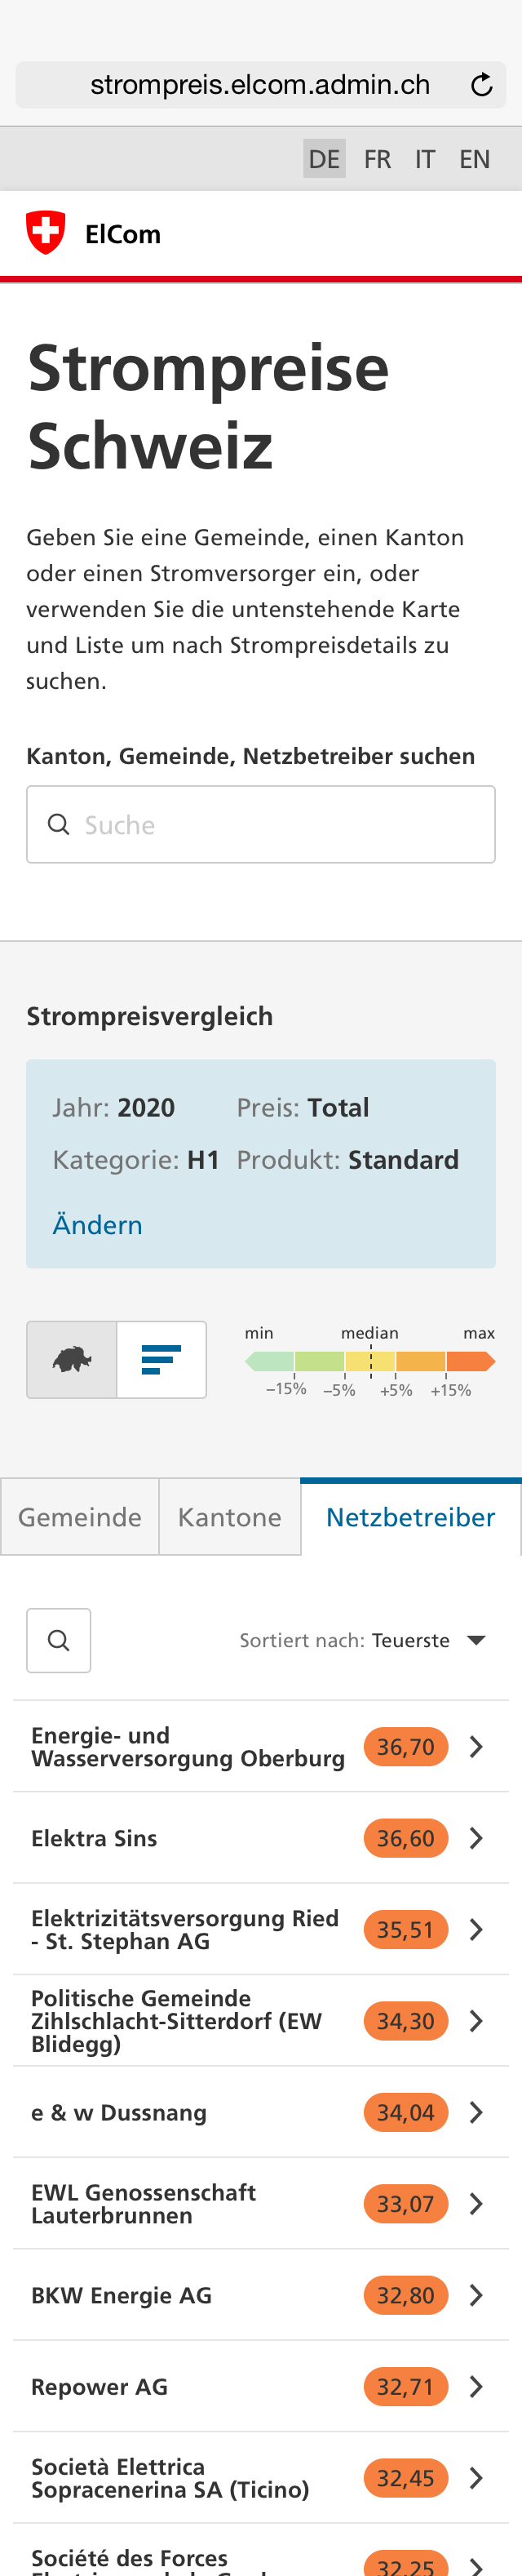 strompreis.elcom.admin.ch
DE FR IT EN
ElCom
Strompreise
Schweiz
Geben Sie eine Gemeinde, einen Kanton
oder einen Stromversorger ein, oder
verwenden Sie die untenstehende Karte
und Liste um nach Strompreisdetails zu
suchen.
Kanton, Gemeinde, Netzbetreiber suchen
Suche
Strompreisvergleich
Jahr: 2020 Preis: Total
Kategorie: H1 Produkt: Standard
Ändern
min median max
−15% −5% +5% +15%
Gemeinde Kantone Netzbetreiber
Sortiert nach: Teuerste
Energie- und
Wasserversorgung Oberburg 36,70
Elektra Sins 36,60
Elektrizitätsversorgung Ried
- St. Stephan AG 35,51
Politische Gemeinde
Zihlschlacht-Sitterdorf (EW 34,30
Blidegg)
e & w Dussnang 34,04
EWL Genossenschaft
Lauterbrunnen 33,07
BKW Energie AG 32,80
Repower AG 32,71
Società Elettrica
Sopracenerina SA (Ticino) 32,45
Société des Forces
32,25